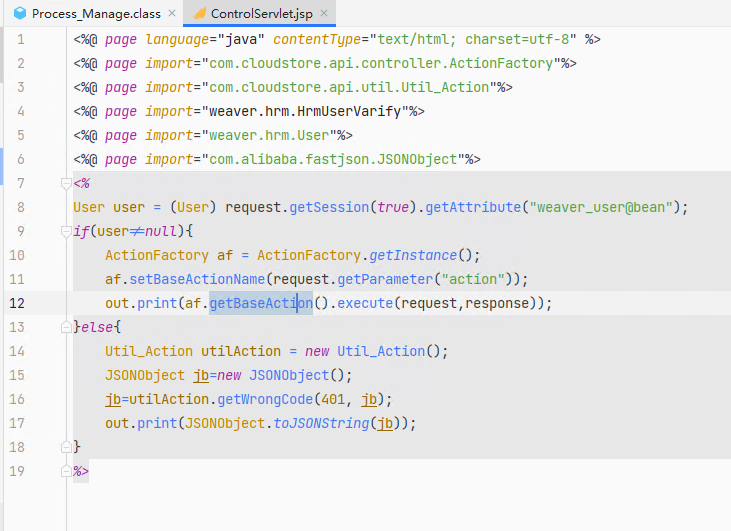 Process_Manage.class × ControlServlet.jsp ×
1 <%@ page language="java" contentType="text/html; charset=utf-8" %>
2 <%@ page import="com.cloudstore.api.controller.ActionFactory"%>
3 <%@ page import="com.cloudstore.api.util.Util_Action"%>
4 <%@ page import="weaver.hrm.HrmUserVarify"%>
5 <%@ page import="weaver.hrm.User"%>
6 <%@ page import="com.alibaba.fastjson.JSONObject"%>
7 <%
8 User user = (User) request.getSession(true).getAttribute("weaver_user@bean");
9 if(user!=null){
10 ActionFactory af = ActionFactory.getInstance();
11 af.setBaseActionName(request.getParameter("action"));
12 out.print(af.getBaseAction().execute(request,response));
13 }else{
14 Util_Action utilAction = new Util_Action();
15 JSONObject jb=new JSONObject();
16 jb=utilAction.getWrongCode(401, jb);
17 out.print(JSONObject.toJSONString(jb));
18 }
19 %>